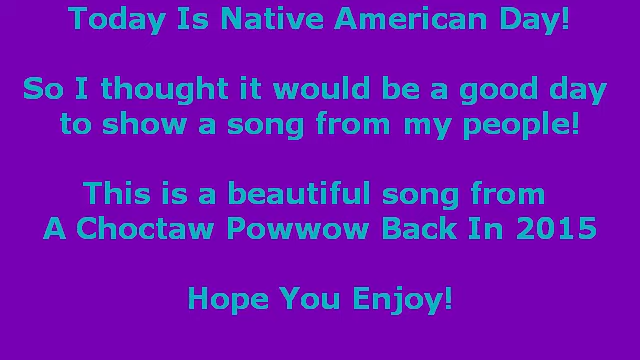 Today Is Native American Day!
So I thought it would be a good day
to show a song from my people!
This is a beautiful song from
A Choctaw Powwow Back In 2015
Hope You Enjoy!